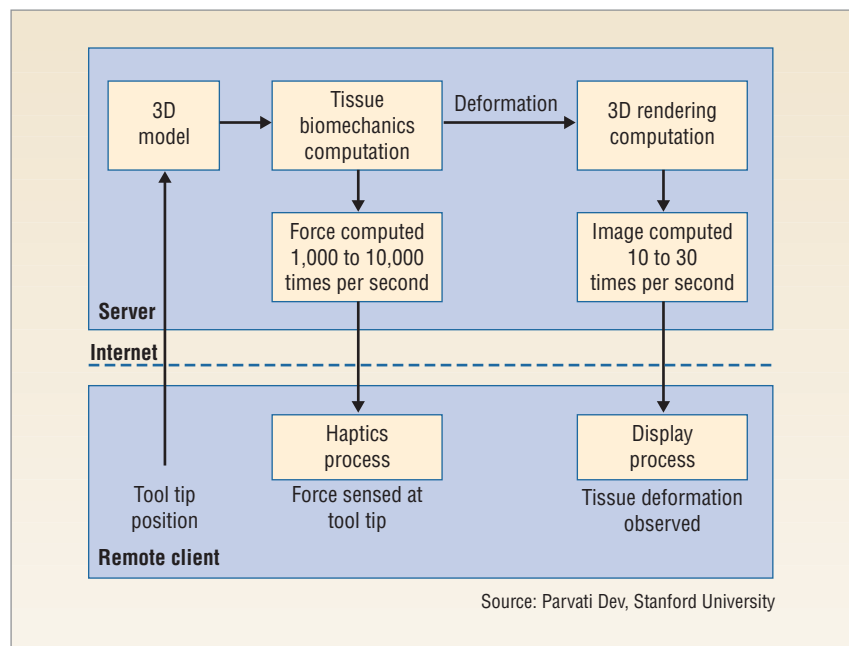 3D
model
Tissue
biomechanics
computation
Deformation
3D rendering
computation
Force computed
1,000 to 10,000
times per second
Image computed
10 to 30
times per second
Server
Internet
Haptics
process
Display
process
Tool tip
position
Force sensed at
tool tip
Tissue deformation
observed
Remote client
Source: Parvati Dev, Stanford University